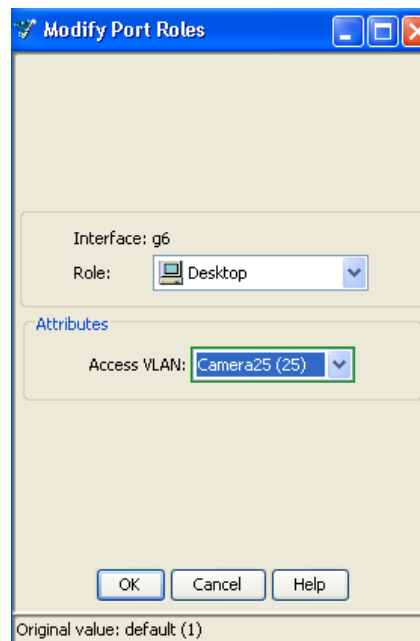 Modify Port Roles
Interface: g6
Role: Desktop
Attributes
Access VLAN: Camera25 (25)
OK Cancel Help
Original value: default (1)